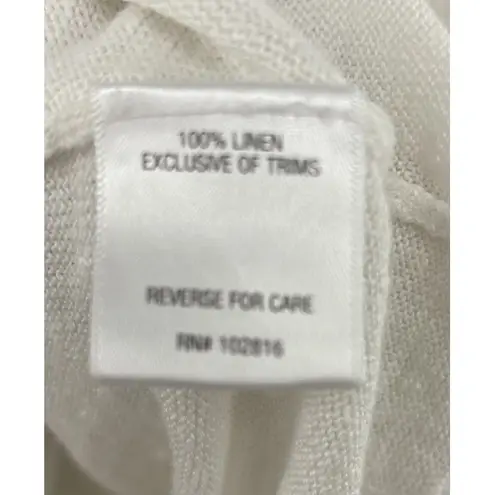 100% LINEN
EXCLUSIVE OF TRIMS
REVERSE FOR CARE
RN# 102816